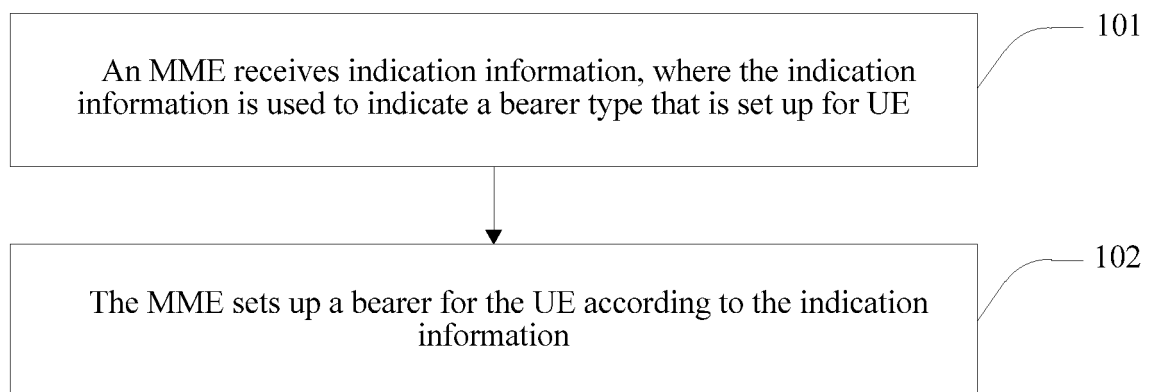 101
An MME receives indication information, where the indication
information is used to indicate a bearer type that is set up for UE
102
The MME sets up a bearer for the UE according to the indication
information